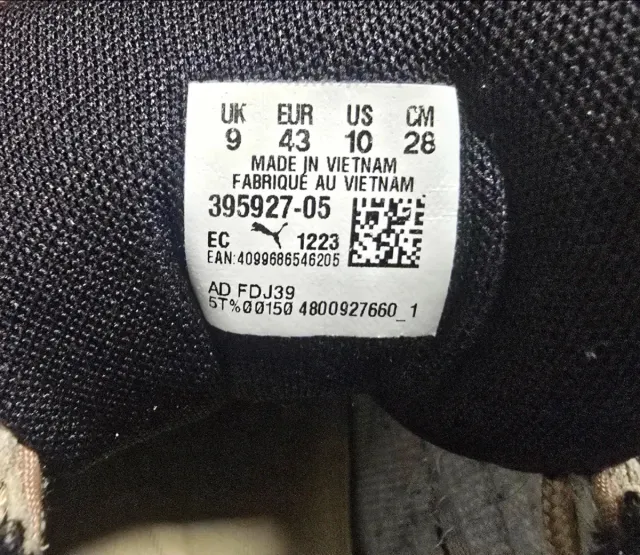 UK EUR US CM
9 43 10 28
MADE IN VIETNAM
FABRIQUÉ AU VIETNAM
395927-05
EC 1223
EAN:4099686546205
AD FDJ39
5T%00150 4800927660_1